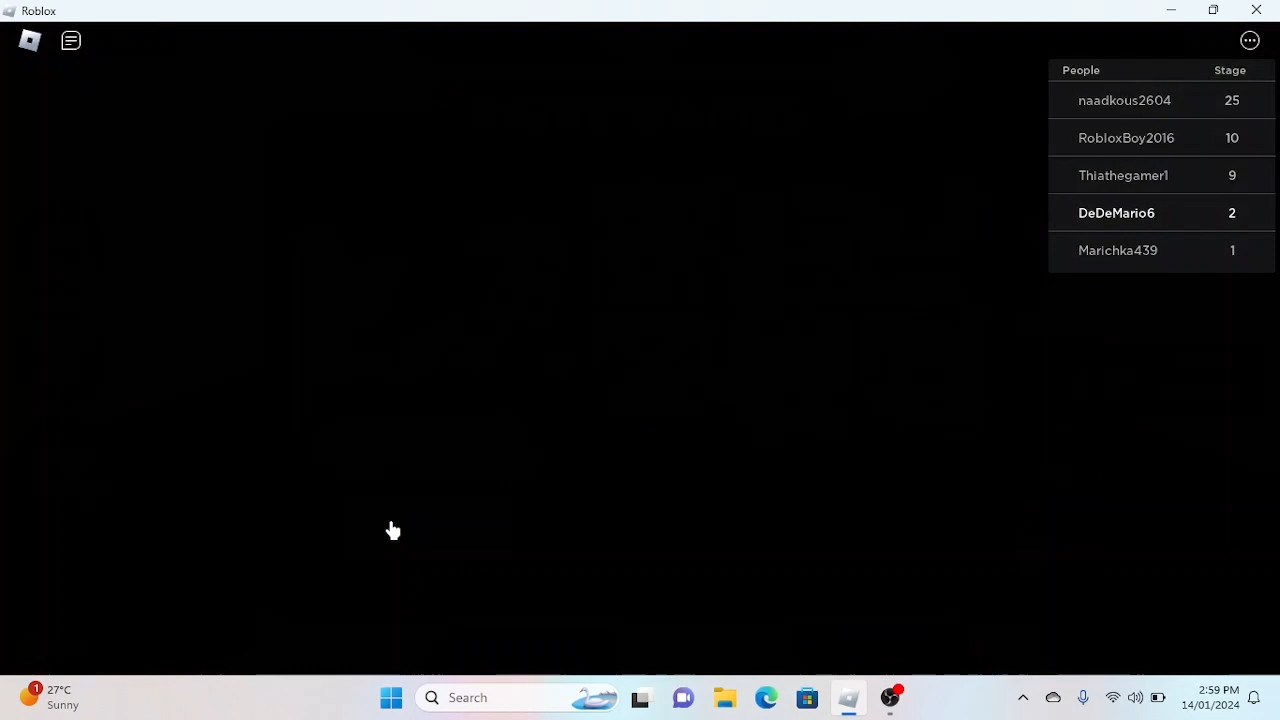 Roblox
People Stage
naadkous2604 25
RobloxBoy2016 10
Thiathegamer1 9
DeDeMario6 2
Marichka439 1
1
27°C
Sunny
Search
2:59 PM
14/01/2024